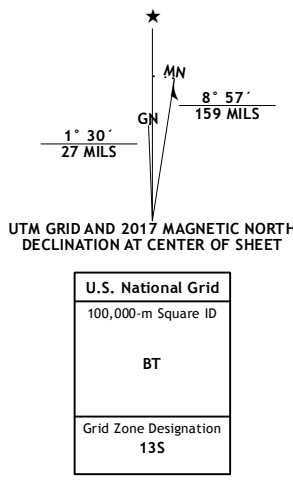 MN
GN
8° 57´
159 MILS
1° 30´
27 MILS
UTM GRID AND 2017 MAGNETIC NORTH
DECLINATION AT CENTER OF SHEET
U.S. National Grid
100,000-m Square ID
BT
Grid Zone Designation
13S